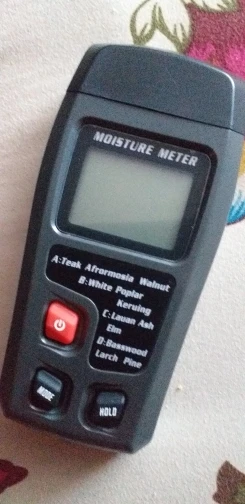 MOISTURE METER
A:Teak Afrormosia Walnut
B:White Poplar
Keruing
C:Lauan Ash
Elm
D:Basswood
Larch Pine
MODE
HOLD